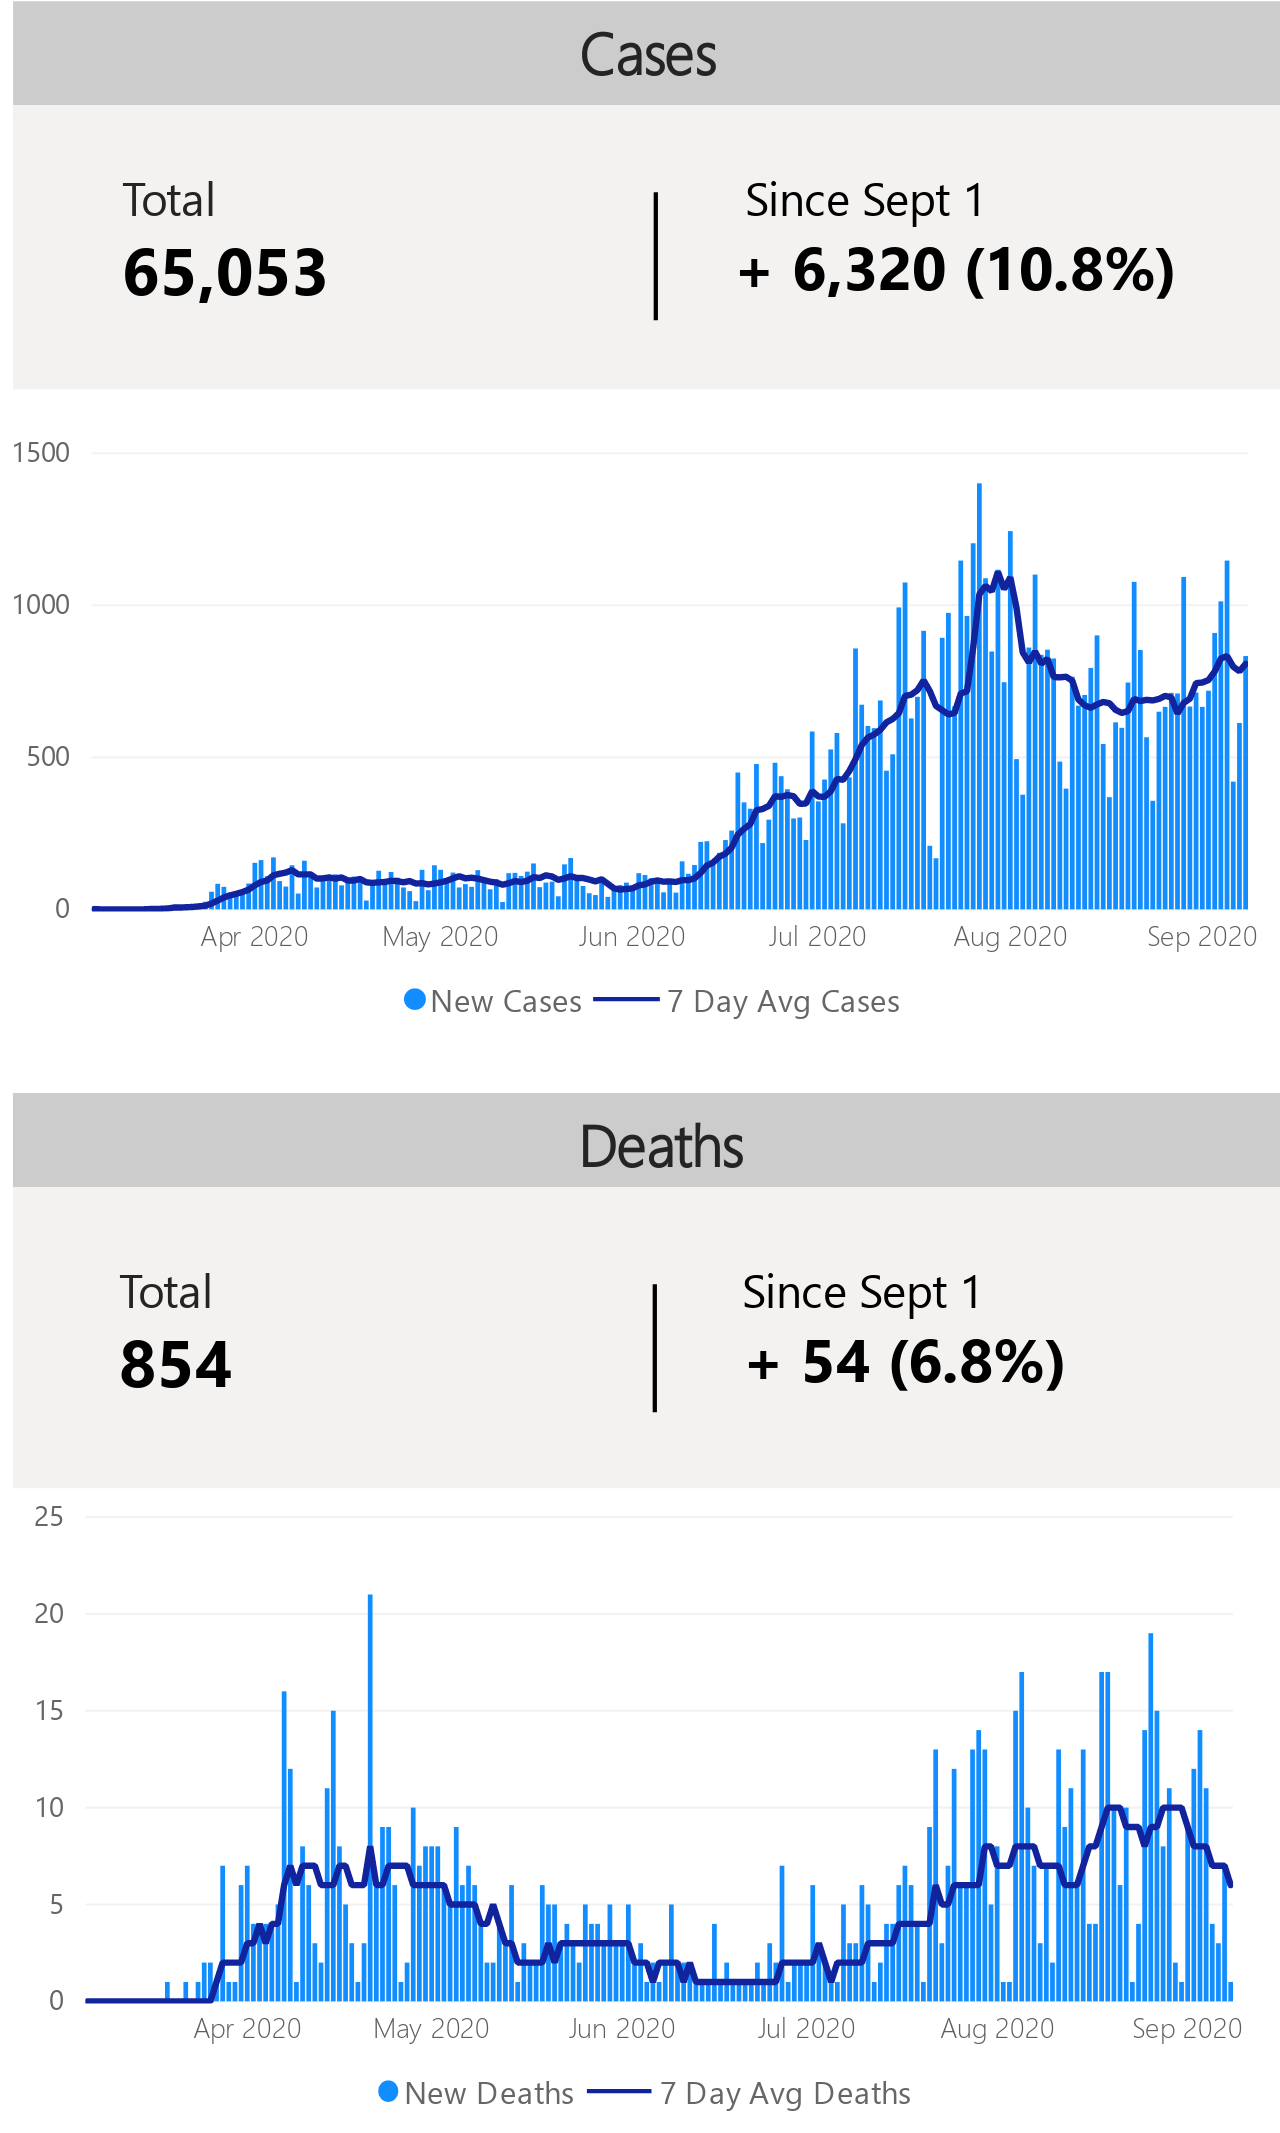 Cases
Total
Since Sept 1
65,053
+ 6,320 (10.8%)
1500
1000
500
0
Apr 2020 May 2020 Jun 2020 Jul 2020 Aug 2020 Sep 2020
New Cases 7 Day Avg Cases
Deaths
Total
Since Sept 1
854
+ 54 (6.8%)
25
20
15
10
5
0
Apr 2020 May 2020 Jun 2020 Jul 2020 Aug 2020 Sep 2020
New Deaths 7 Day Avg Deaths